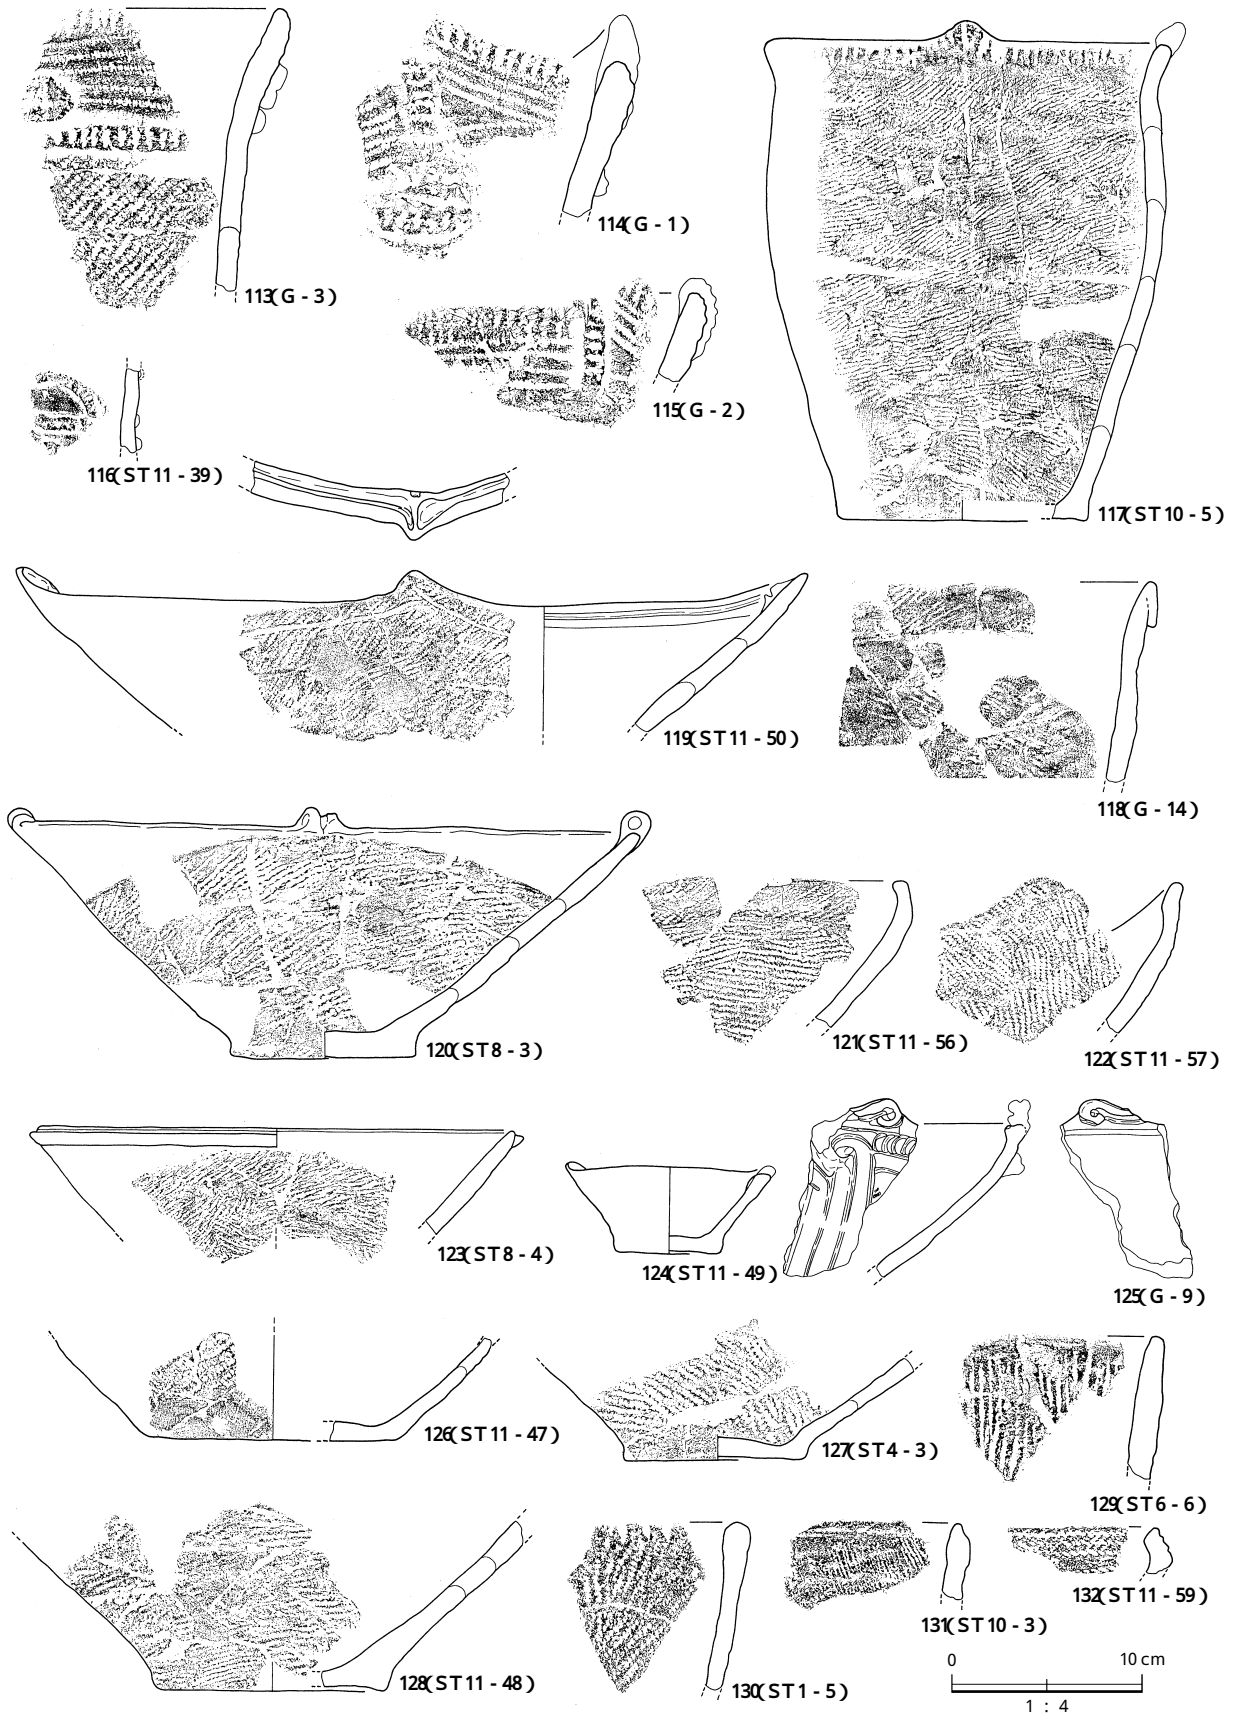 113(G - 3)
114(G - 1)
115(G - 2)
116(ST11 - 39)
117(ST10 - 5)
119(ST11 - 50)
118(G - 14)
120(ST8 - 3)
121(ST11 - 56)
122(ST11 - 57)
123(ST8 - 4)
124(ST11 - 49)
125(G - 9)
126(ST11 - 47)
127(ST4 - 3)
129(ST6 - 6)
128(ST11 - 48)
130(ST1 - 5)
131(ST10 - 3)
132(ST11 - 59)
0 10 cm
1 : 4